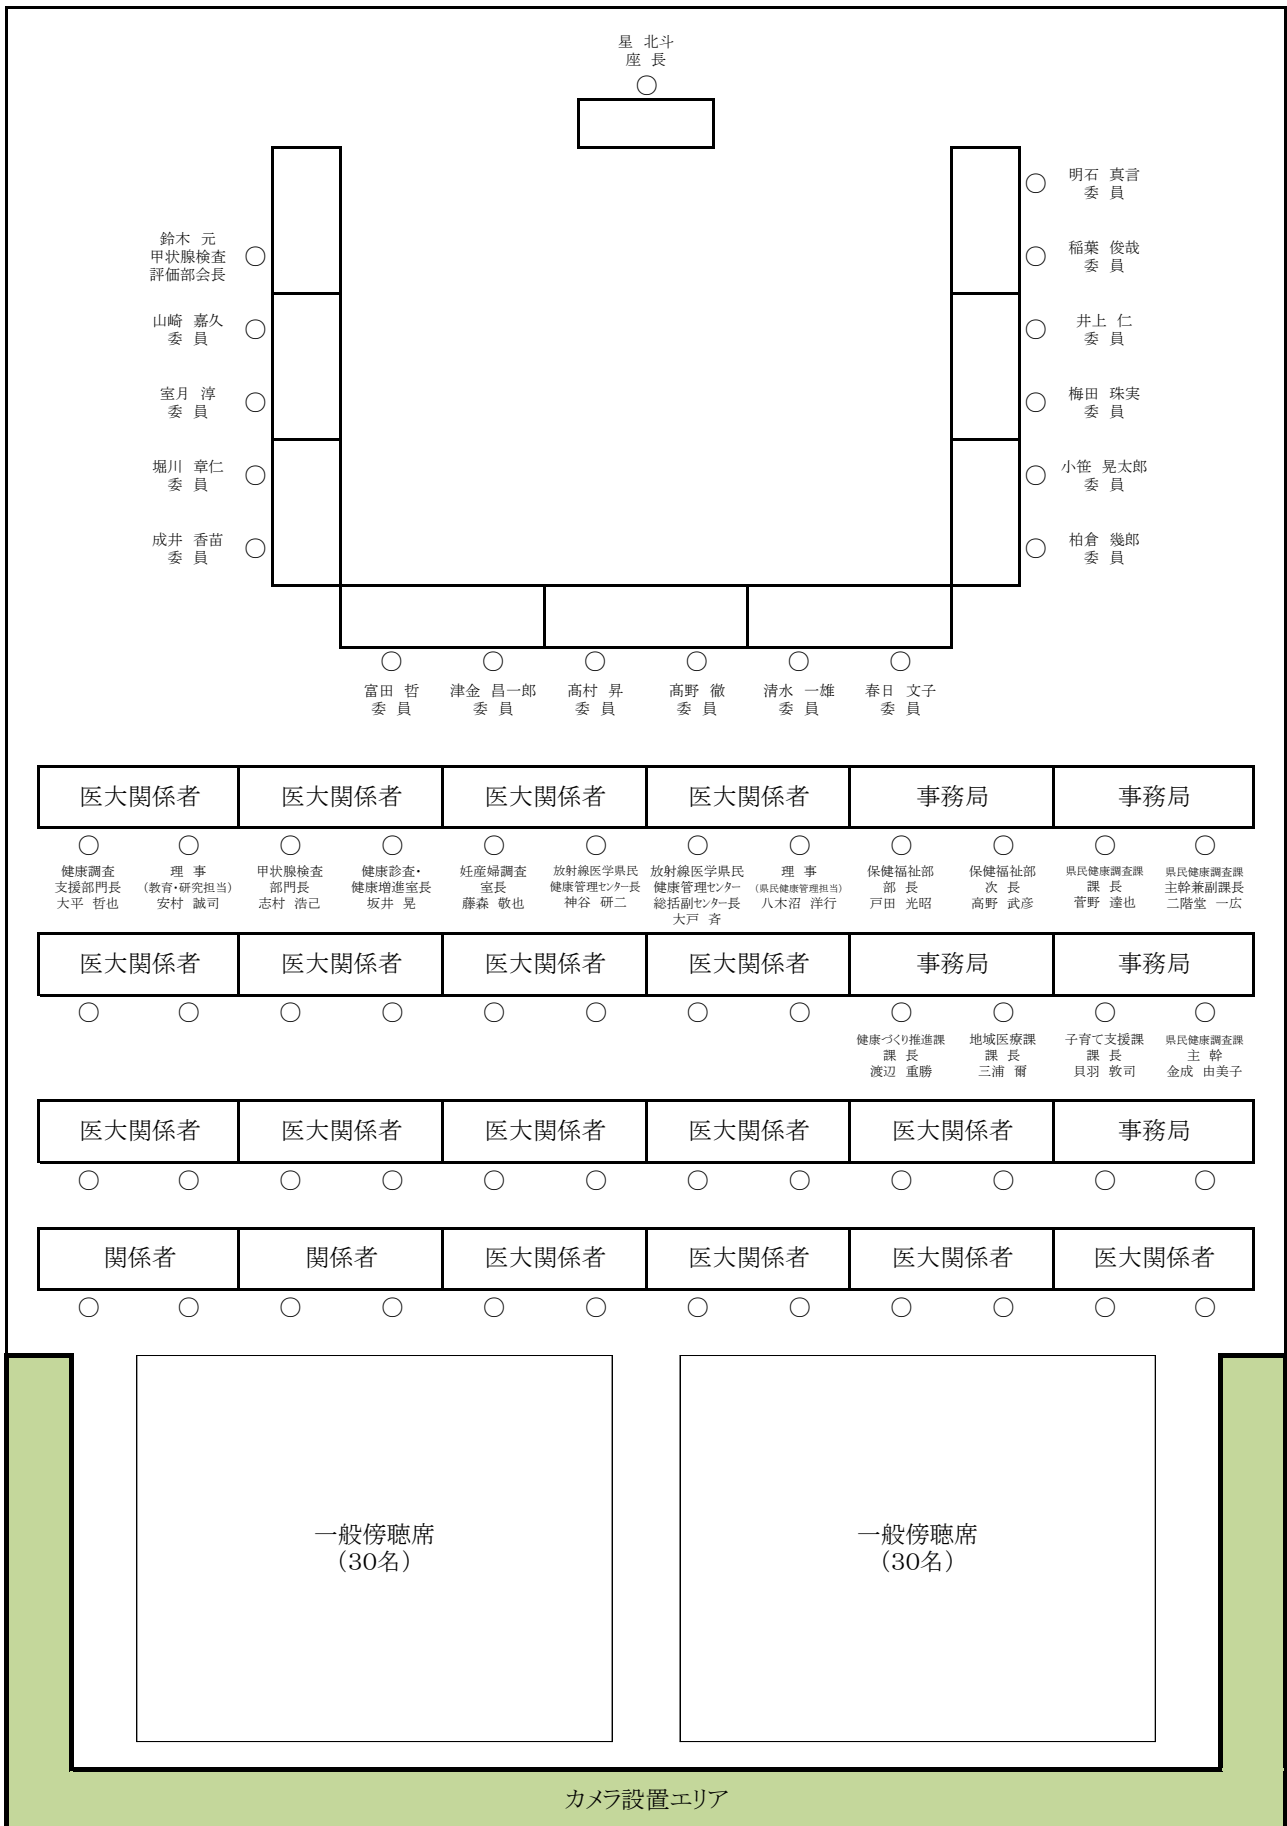 星 北斗
座 長
鈴木 元
甲状腺検査
評価部会長
山崎 嘉久
委 員
室月 淳
委 員
堀川 章仁
委 員
成井 香苗
委 員
明石 真言
委 員
稲葉 俊哉
委 員
井上 仁
委 員
梅田 珠実
委 員
小笹 晃太郎
委 員
柏倉 幾郎
委 員
富田 哲
委 員
津金 昌一郎
委 員
髙村 昇
委 員
髙野 徹
委 員
清水 一雄
委 員
春日 文子
委 員
医大関係者
医大関係者
医大関係者
医大関係者
事務局
事務局
健康調査
支援部門長
大平 哲也
理 事
(教育・研究担当)
安村 誠司
甲状腺検査
部門長
志村 浩己
健康診査・
健康増進室長
坂井 晃
妊産婦調査
室長
藤森 敬也
放射線医学県民
健康管理センター長
神谷 研二
放射線医学県民
健康管理センター
総括副センター長
大戸 斉
理 事
(県民健康管理担当)
八木沼 洋行
保健福祉部
部 長
戸田 光昭
保健福祉部
次 長
高野 武彦
県民健康調査課
課 長
菅野 達也
県民健康調査課
主幹兼副課長
二階堂 一広
医大関係者
医大関係者
医大関係者
医大関係者
事務局
事務局
健康づくり推進課
課 長
渡辺 重勝
地域医療課
課 長
三浦 爾
子育て支援課
課 長
貝羽 敦司
県民健康調査課
主 幹
金成 由美子
医大関係者
医大関係者
医大関係者
医大関係者
医大関係者
事務局
関係者
関係者
医大関係者
医大関係者
医大関係者
医大関係者
一般傍聴席
(30名)
一般傍聴席
(30名)
カメラ設置エリア